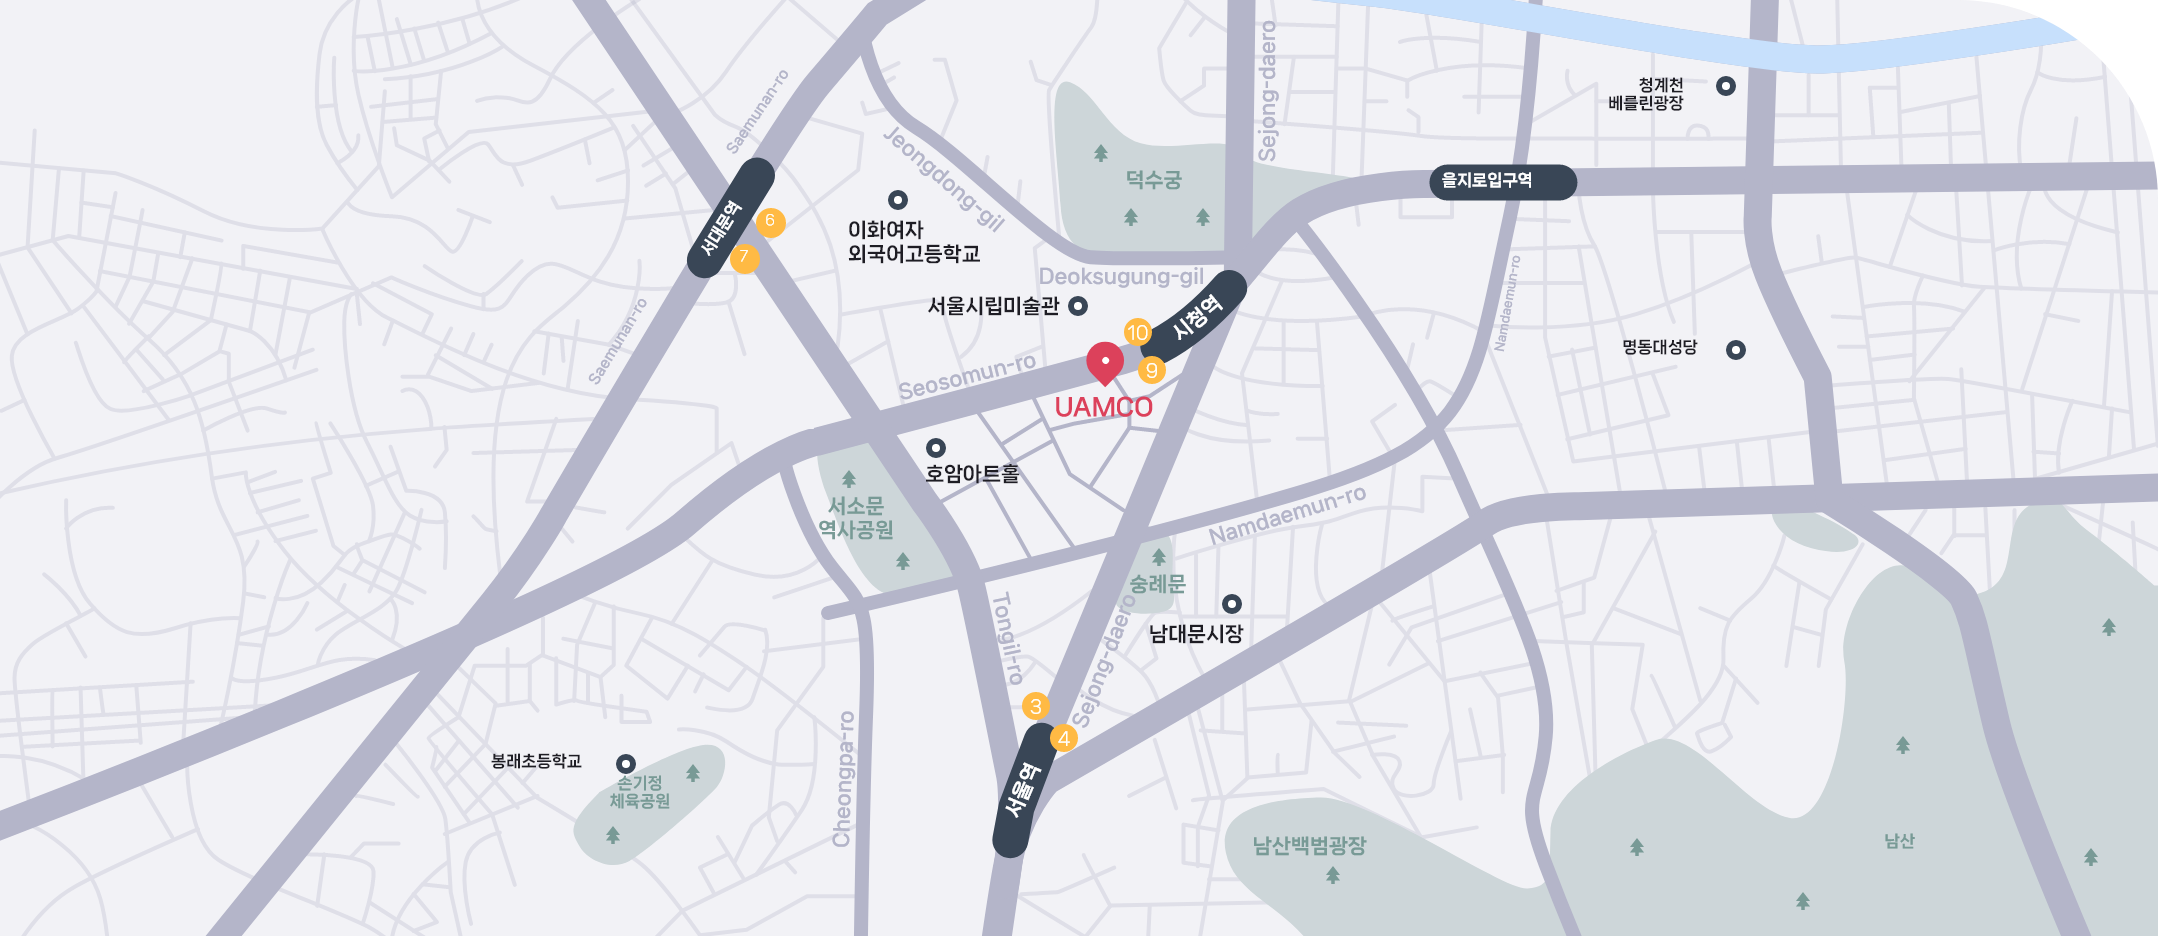 Sejong-daero
Saemunan-ro
청계천
베를린광장
Jeongdong-gil
덕수궁
을지로입구역
서대문역
6
7
이화여자
외국어고등학교
Deoksugung-gil
서울시립미술관
시청역
10
9
Namdaemun-ro
Saemunan-ro
명동대성당
Seosomun-ro
UAMCO
호암아트홀
서소문
역사공원
Namdaemun-ro
숭례문
남대문시장
Tongil-ro
Sejong-daero
3
4
서울역
Cheongpa-ro
봉래초등학교
손기정
체육공원
남산백범광장
남산